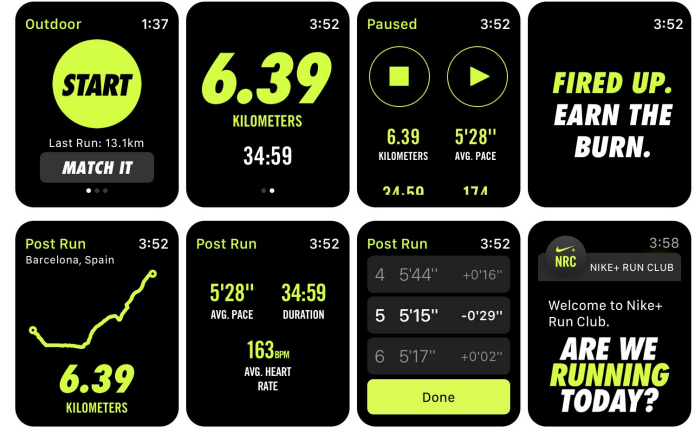 Outdoor 1:37
START
Last Run: 13.1km
MATCH IT
3:52
6.39
KILOMETERS
34:59
Paused 3:52
6.39 5'28"
KILOMETERS AVG. PACE
34:59 174
3:52
FIRED UP.
EARN THE
BURN.
Post Run 3:52
Barcelona, Spain
6.39
KILOMETERS
Post Run 3:52
5'28" 34:59
AVG. PACE DURATION
163BPM
AVG. HEART
RATE
Post Run 3:52
4 5'44" +0'16"
5 5'15" -0'29"
6 5'17" +0'02"
Done
3:58
NRC
NIKE+ RUN CLUB
Welcome to Nike+
Run Club.
ARE WE
RUNNING
TODAY?